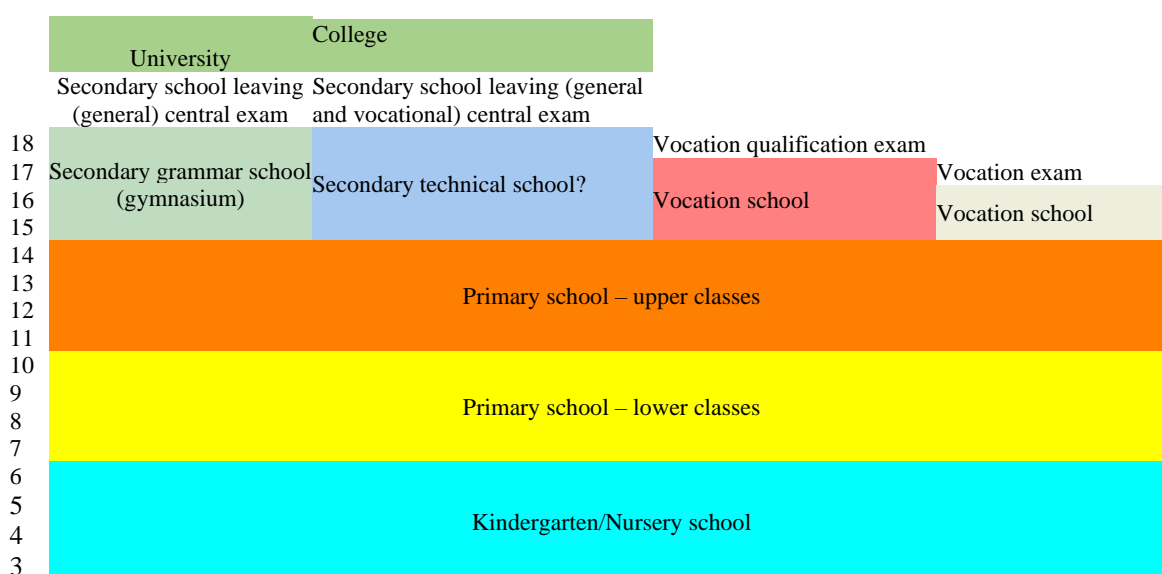 College
University
Secondary school leaving (general) central exam
Secondary school leaving (general and vocational) central exam
18
Vocation qualification exam
17
Secondary grammar school (gymnasium)
Secondary technical school?
Vocation exam
16
Vocation school
Vocation school
15
14
13
Primary school – upper classes
12
11
10
9
Primary school – lower classes
8
7
6
5
Kindergarten/Nursery school
4
3